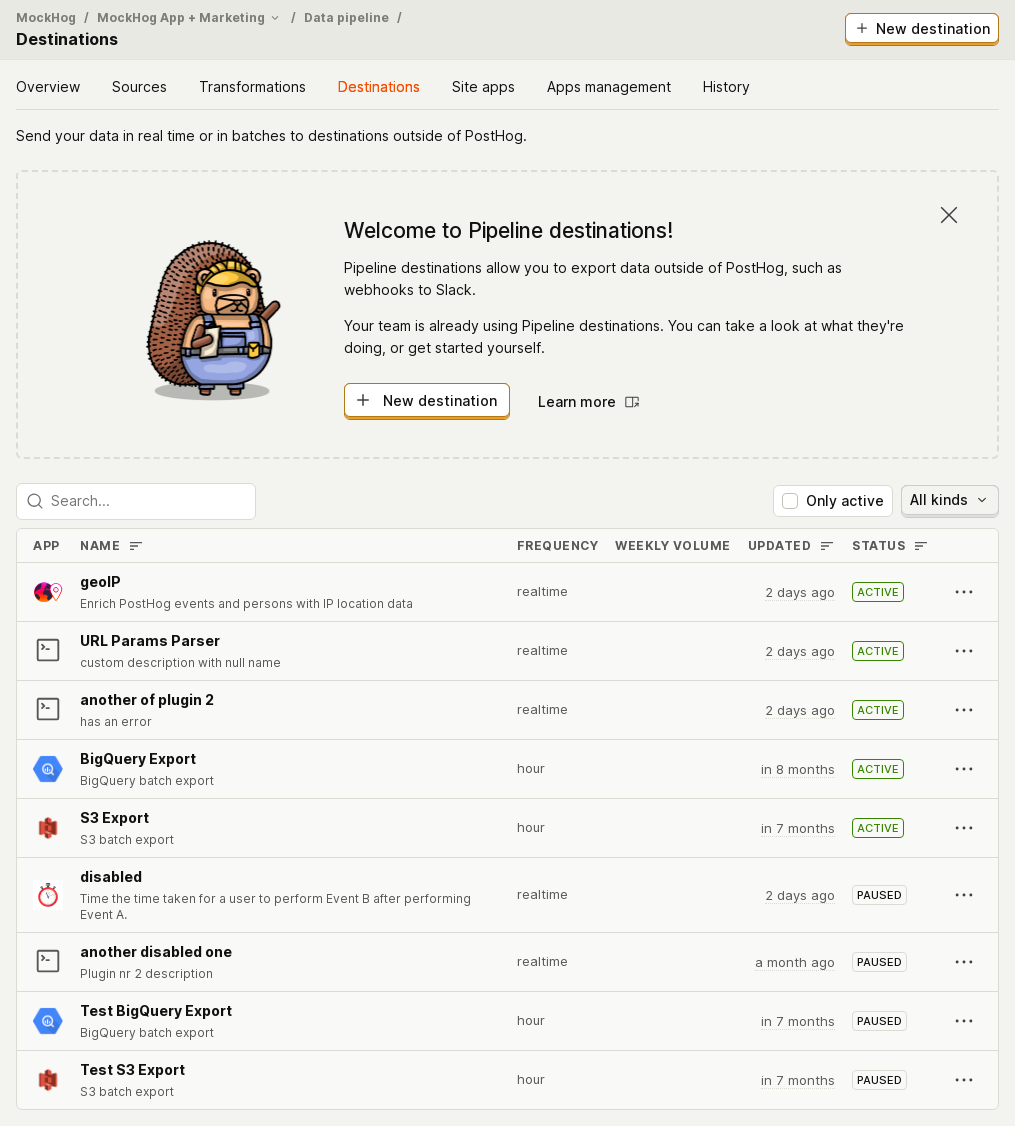 MockHog / MockHog App + Marketing / Data pipeline /
Destinations
New destination
Overview Sources Transformations Destinations Site apps Apps management History
Send your data in real time or in batches to destinations outside of PostHog.
Welcome to Pipeline destinations!
Pipeline destinations allow you to export data outside of PostHog, such as
webhooks to Slack.
Your team is already using Pipeline destinations. You can take a look at what they're
doing, or get started yourself.
New destination Learn more
Search... Only active All kinds
APP NAME FREQUENCY WEEKLY VOLUME UPDATED STATUS
geoIP
Enrich PostHog events and persons with IP location data
realtime 2 days ago ACTIVE
URL Params Parser
custom description with null name
realtime 2 days ago ACTIVE
another of plugin 2
has an error
realtime 2 days ago ACTIVE
BigQuery Export
BigQuery batch export
hour in 8 months ACTIVE
S3 Export
S3 batch export
hour in 7 months ACTIVE
disabled
Time the time taken for a user to perform Event B after performing
Event A.
realtime 2 days ago PAUSED
another disabled one
Plugin nr 2 description
realtime a month ago PAUSED
Test BigQuery Export
BigQuery batch export
hour in 7 months PAUSED
Test S3 Export
S3 batch export
hour in 7 months PAUSED